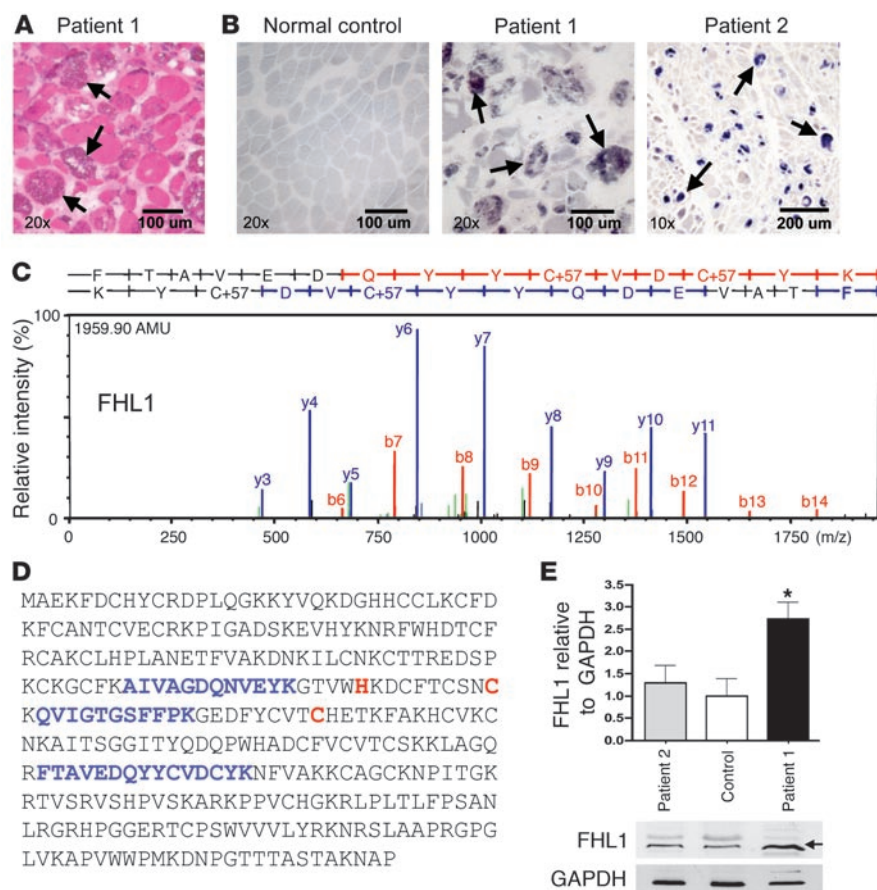 A Patient 1
B Normal control Patient 1 Patient 2
20x 100 um
20x 100 um
20x 100 um
10x 200 um
C
F T A V E D Q Y Y C+57 V D C+57 Y K
K Y C+57 D V C+57 Y Y Q D E V A T F
100
1959.90 AMU
FHL1
Relative intensity (%)
y3 y4 y5 y6 y7 y8 y9 y10 y11
b6 b7 b8 b9 b10 b11 b12 b13 b14
0
0 250 500 750 1000 1250 1500 1750 (m/z)
D
MAEKFDCHYCRDPLQGKKYVQKDGHHCCLKCFD
KFCANTCVECRKPIGADSKEVHYKNRFWHDTCF
RCAKCLHPLANETFVAKDNKILCNKCTTREDSP
KCKGCFKAIVAGDQNVEYKGTVWHKDCFTCSNC
KQVIGTGSFFPKGEDFYCVTCHETKFAKHCVKC
NKAITSGGITYQDQPWHADCFVCVTCSKKLAGQ
RFTAVEDQYYCVDCYKNFVAKKCAGCKNPITGK
RTVSRVSHPVSKARKPPVCHGKRLPLTLFPSAN
LRGRHPGGERTCPSWVVVLYRKNRSLAAPRGPG
LVKAPVWWPMKDNPGTTTASTAKNAP
E
FHL1 relative
to GAPDH
3.5
3.0
2.5
2.0
1.5
1.0
0.5
0.0
*
Patient 2
Control
Patient 1
FHL1
GAPDH